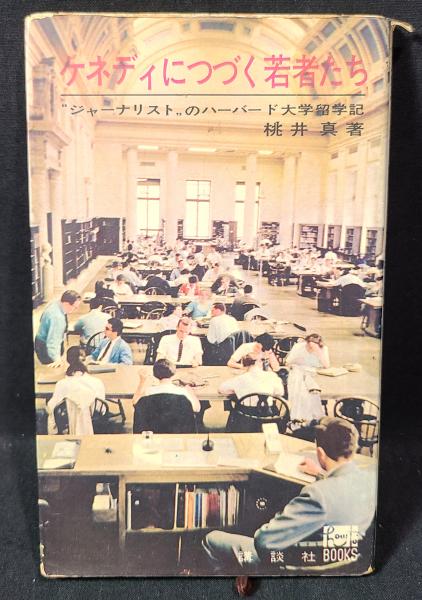 ケネディにつづく若者たち
"ジャーナリスト„のハーバード大学留学記
桃井真著
講談社 BOOKS